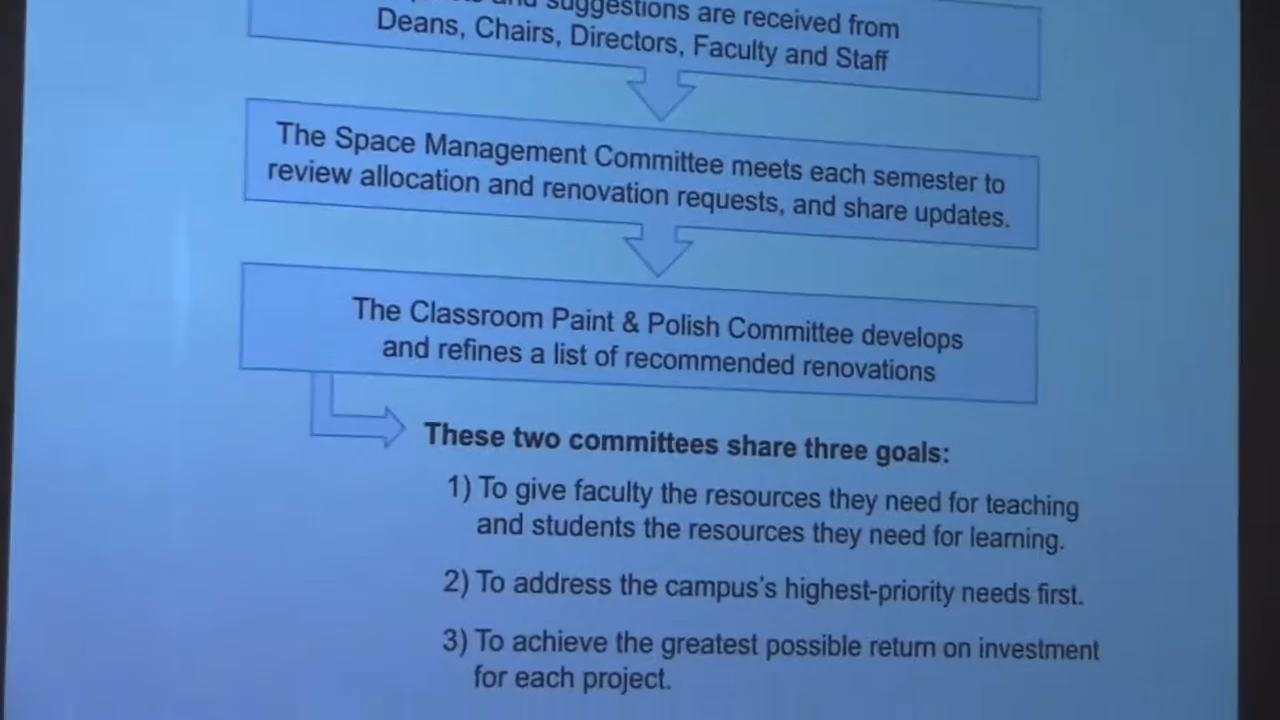 suggestions are received from
Deans, Chairs, Directors, Faculty and Staff
The Space Management Committee meets each semester to
review allocation and renovation requests, and share updates.
The Classroom Paint & Polish Committee develops
and refines a list of recommended renovations
These two committees share three goals:
1) To give faculty the resources they need for teaching
and students the resources they need for learning.
2) To address the campus's highest-priority needs first.
3) To achieve the greatest possible return on investment
for each project.